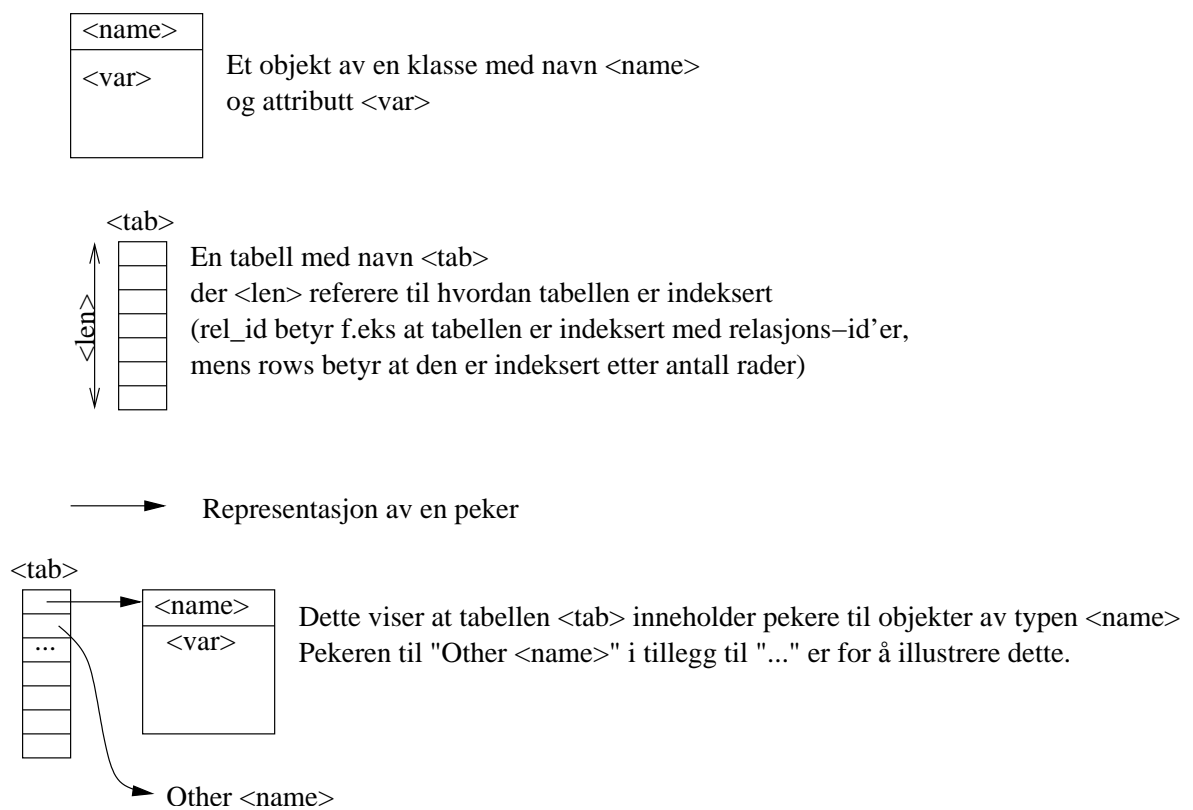 <name>
<var>
Et objekt av en klasse med navn <name>
og attributt <var>
<tab>
<len>
En tabell med navn <tab>
der <len> referere til hvordan tabellen er indeksert
(rel_id betyr f.eks at tabellen er indeksert med relasjons−id'er,
mens rows betyr at den er indeksert etter antall rader)
Representasjon av en peker
<tab>
...
<name>
<var>
Dette viser at tabellen <tab> inneholder pekere til objekter av typen <name>
Pekeren til "Other <name>" i tillegg til "..." er for å illustrere dette.
Other <name>